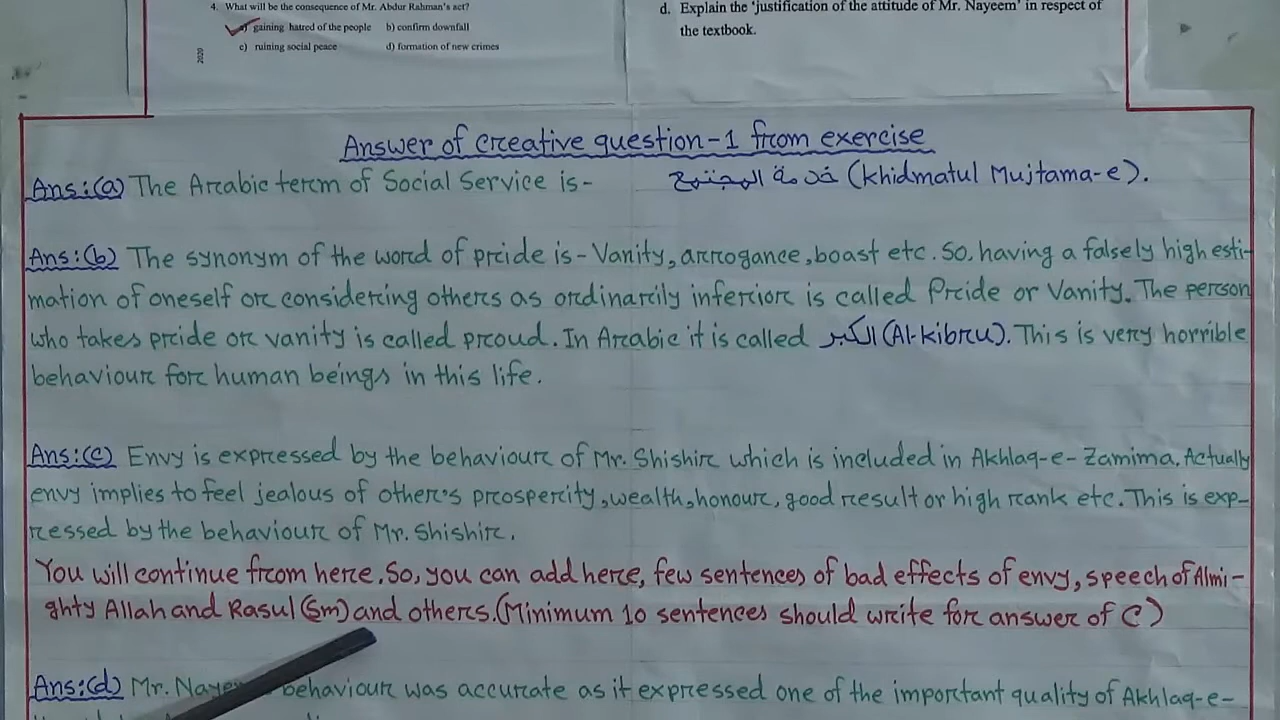 4. What will be the consequence of Mr. Abdur Rahman's act?
a) gaining hatred of the people b) confirm downfall
c) ruining social peace d) formation of new crimes
2020
d. Explain the 'justification of the attitude of Mr. Nayeem' in respect of
the textbook.
Answer of creative question-1 from exercise
Ans:(a) The Arabic term of Social Service is- خدمة المجتمع (Khidmatul Mujtama-e).
Ans:(b) The synonym of the word of pride is- Vanity, arrogance, boast etc. So, having a falsely high esti-
mation of oneself or considering others as ordinarily inferior is called Pride or Vanity. The person
who takes pride or vanity is called proud. In Arabic it is called الكبر (Al-kibru). This is very horrible
behaviour for human beings in this life.
Ans:(c) Envy is expressed by the behaviour of Mr. Shishir which is included in Akhlaq-e-Zamima. Actually
envy implies to feel jealous of other's prosperity, wealth, honour, good result or high rank etc. This is exp-
ressed by the behaviour of Mr. Shishir.
You will continue from here. So, you can add here, few sentences of bad effects of envy, speech of Almi-
ghty Allah and Rasul (Sm) and others. (Minimum 10 sentences should write for answer of C)
Ans:(d) Mr. behaviour was accurate as it expressed one of the important quality of Akhlaq-e-